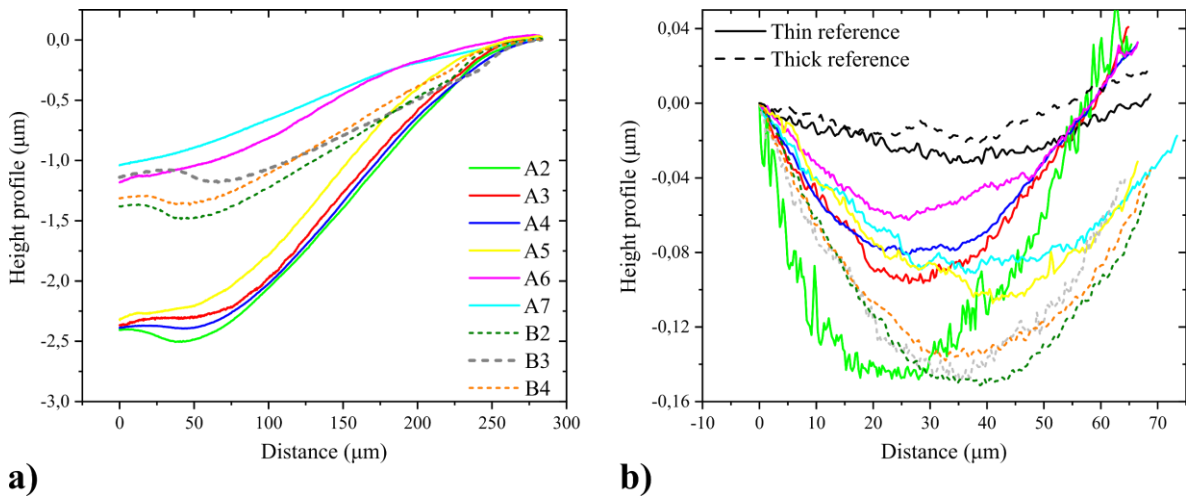 0,0
-0,5
-1,0
-1,5
-2,0
-2,5
-3,0
Height profile (μm)
0 50 100 150 200 250 300
Distance (μm)
A2
A3
A4
A5
A6
A7
B2
B3
B4
a)
0,04
0,00
-0,04
-0,08
-0,12
-0,16
Height profile (μm)
-10 0 10 20 30 40 50 60 70
Distance (μm)
Thin reference
Thick reference
b)